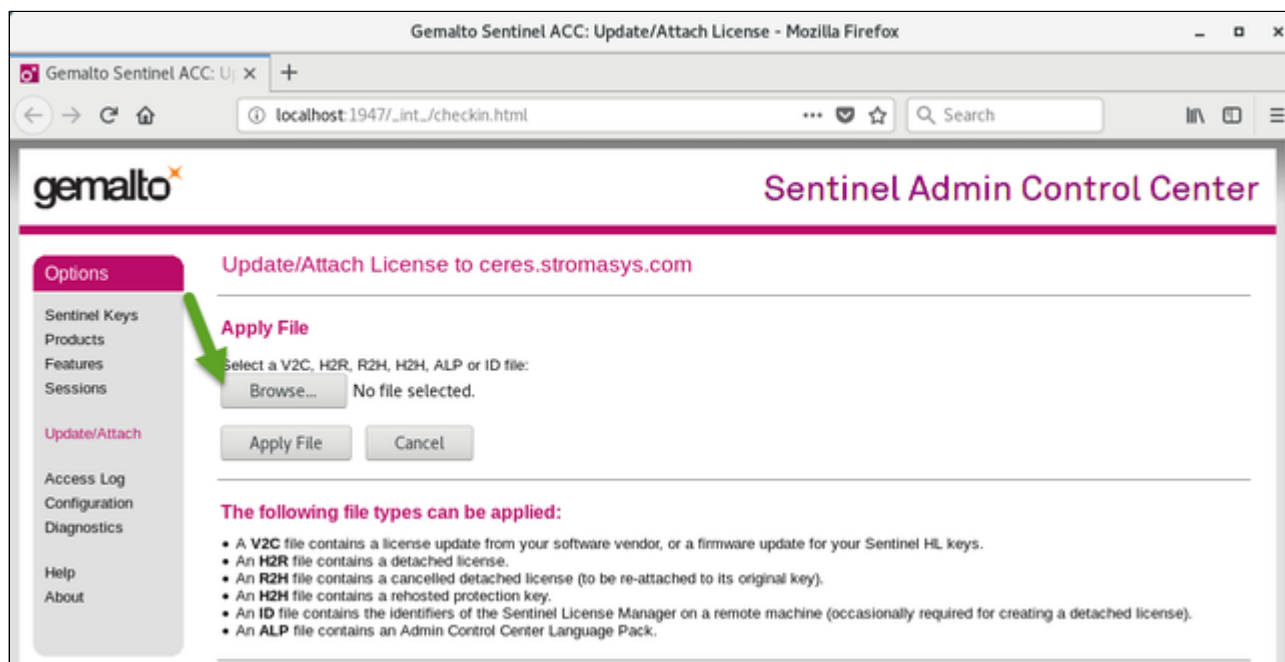 Gemalto Sentinel ACC: Update/Attach License - Mozilla Firefox
Gemalto Sentinel ACC: U
localhost:1947/_int_/checkin.html
Search
gemalto
Sentinel Admin Control Center
Options
Sentinel Keys
Products
Features
Sessions
Update/Attach
Access Log
Configuration
Diagnostics
Help
About
Update/Attach License to ceres.stromasys.com
Apply File
Select a V2C, H2R, R2H, H2H, ALP or ID file:
Browse... No file selected.
Apply File Cancel
The following file types can be applied:
• A V2C file contains a license update from your software vendor, or a firmware update for your Sentinel HL keys.
• An H2R file contains a detached license.
• An R2H file contains a cancelled detached license (to be re-attached to its original key).
• An H2H file contains a rehosted protection key.
• An ID file contains the identifiers of the Sentinel License Manager on a remote machine (occasionally required for creating a detached license).
• An ALP file contains an Admin Control Center Language Pack.